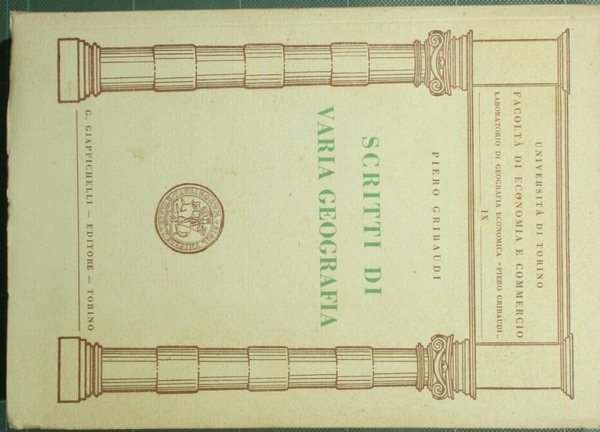 UNIVERSITÀ DI TORINO
FACOLTÀ DI ECONOMIA E COMMERCIO
LABORATORIO DI GEOGRAFIA ECONOMICA "PIERO GRIBAUDI"
IX
PIERO GRIBAUDI
SCRITTI DI
VARIA GEOGRAFIA
G. GIAPPICHELLI — EDITORE — TORINO